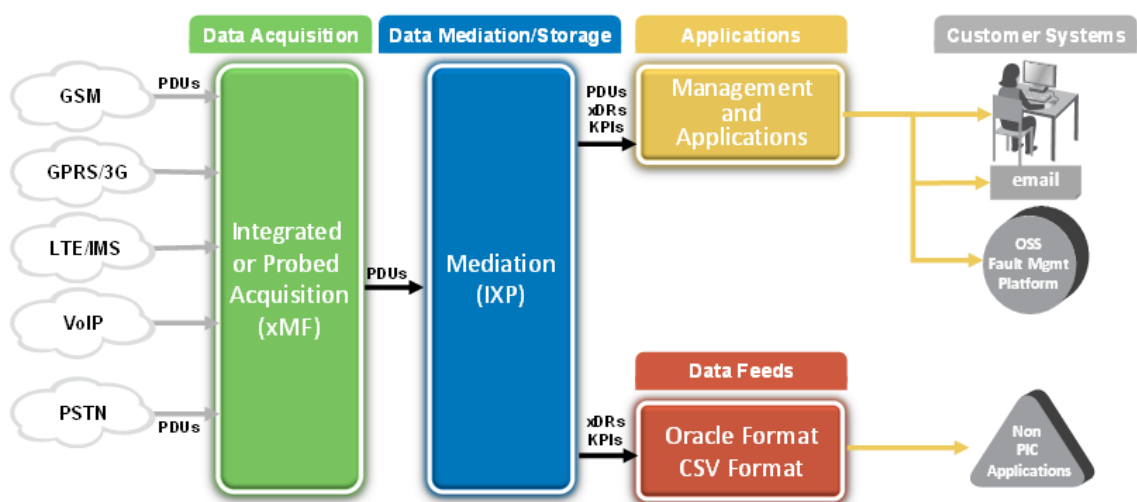 Data Acquisition
Data Mediation/Storage
Applications
Customer Systems
GSM
PDUs
GPRS/3G
LTE/IMS
VoIP
PSTN
PDUs
Integrated
or Probed
Acquisition
(xMF)
PDUs
Mediation
(IXP)
PDUs
xDRs
KPIs
Management
and
Applications
email
OSS
Fault Mgmt
Platform
xDRs
KPIs
Data Feeds
Oracle Format
CSV Format
Non
PIC
Applications